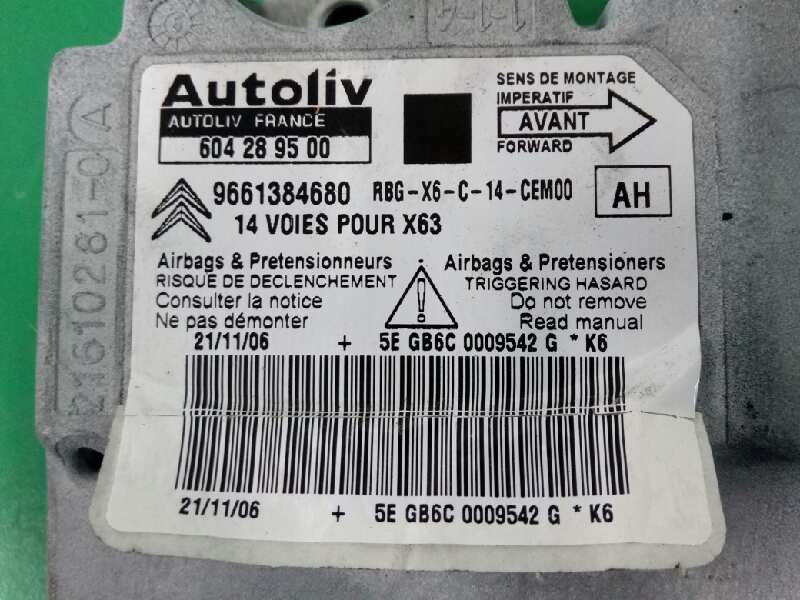 Autoliv
AUTOLIV FRANCE
604 28 95 00
SENS DE MONTAGE
IMPERATIF
AVANT
FORWARD
9661384680 RBG-X6-C-14-CEM00
AH
14 VOIES POUR X63
Airbags & Pretensionneurs
RISQUE DE DECLENCHEMENT
Consulter la notice
Ne pas démonter
Airbags & Pretensioners
TRIGGERING HASARD
Do not remove
Read manual
21/11/06 + 5E GB6C 0009542 G * K6
21/11/06 + 5E GB6C 0009542 G * K6
21610281-0 A